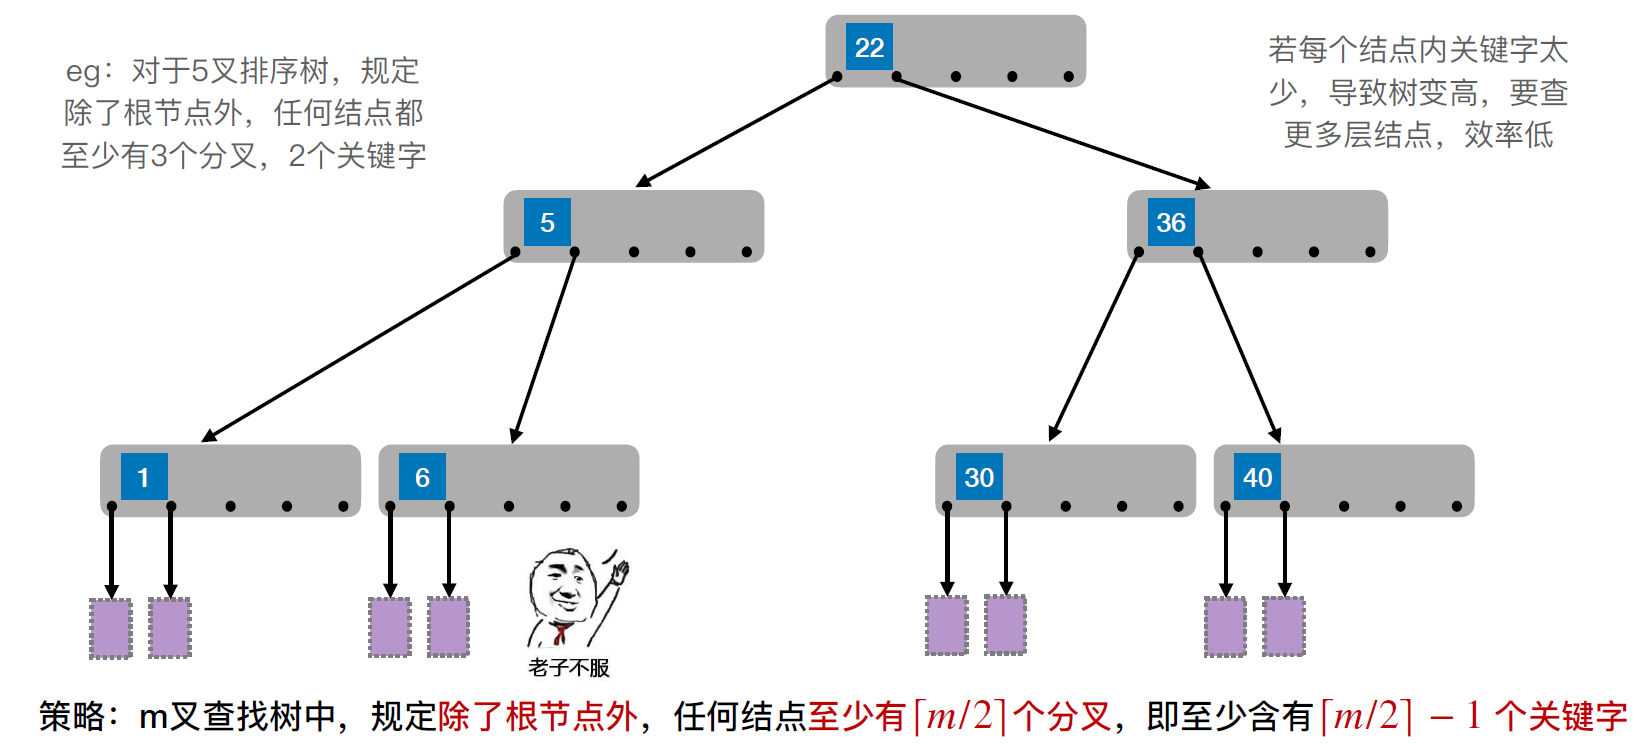 eg：对于5叉排序树，规定
除了根节点外，任何结点都
至少有3个分叉，2个关键字
22
若每个结点内关键字太
少，导致树变高，要查
更多层结点，效率低
5
36
1
6
30
40
老子不服
策略：m叉查找树中，规定除了根节点外，任何结点至少有⌈m/2⌉个分叉，即至少含有⌈m/2⌉ − 1 个关键字